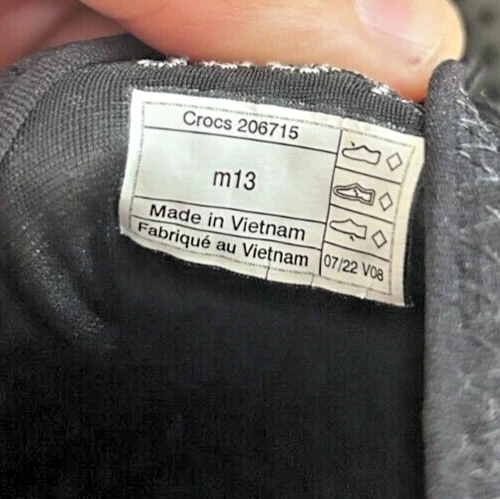 Crocs 206715
m13
Made in Vietnam
Fabriqué au Vietnam
07/22 V08